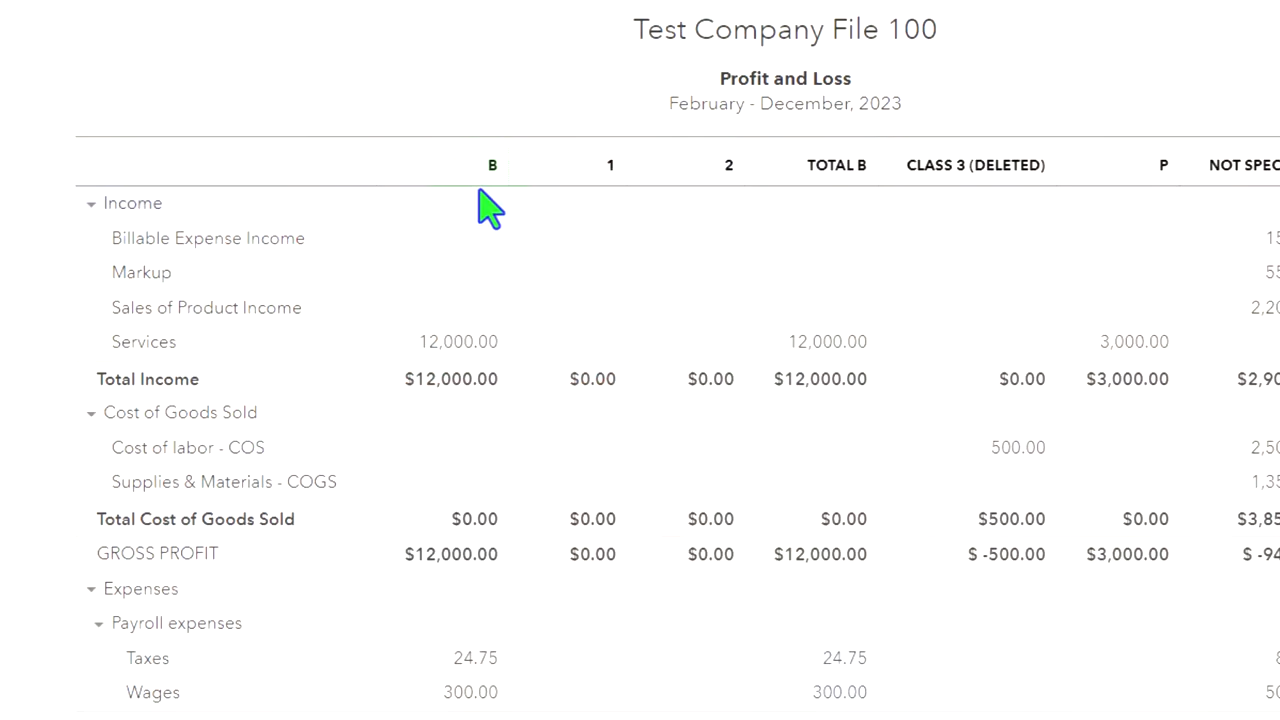 Test Company File 100
Profit and Loss
February - December, 2023
B 1 2 TOTAL B CLASS 3 (DELETED) P NOT
Income
Billable Expense Income
Markup
Sales of Product Income
Services 12,000.00 12,000.00 3,000.00
Total Income $12,000.00 $0.00 $0.00 $12,000.00 $0.00 $3,000.00
Cost of Goods Sold
Cost of labor - COS 500.00
Supplies & Materials - COGS
Total Cost of Goods Sold $0.00 $0.00 $0.00 $0.00 $500.00 $0.00
GROSS PROFIT $12,000.00 $0.00 $0.00 $12,000.00 $ -500.00 $3,000.00
Expenses
Payroll expenses
Taxes 24.75 24.75
Wages 300.00 300.00